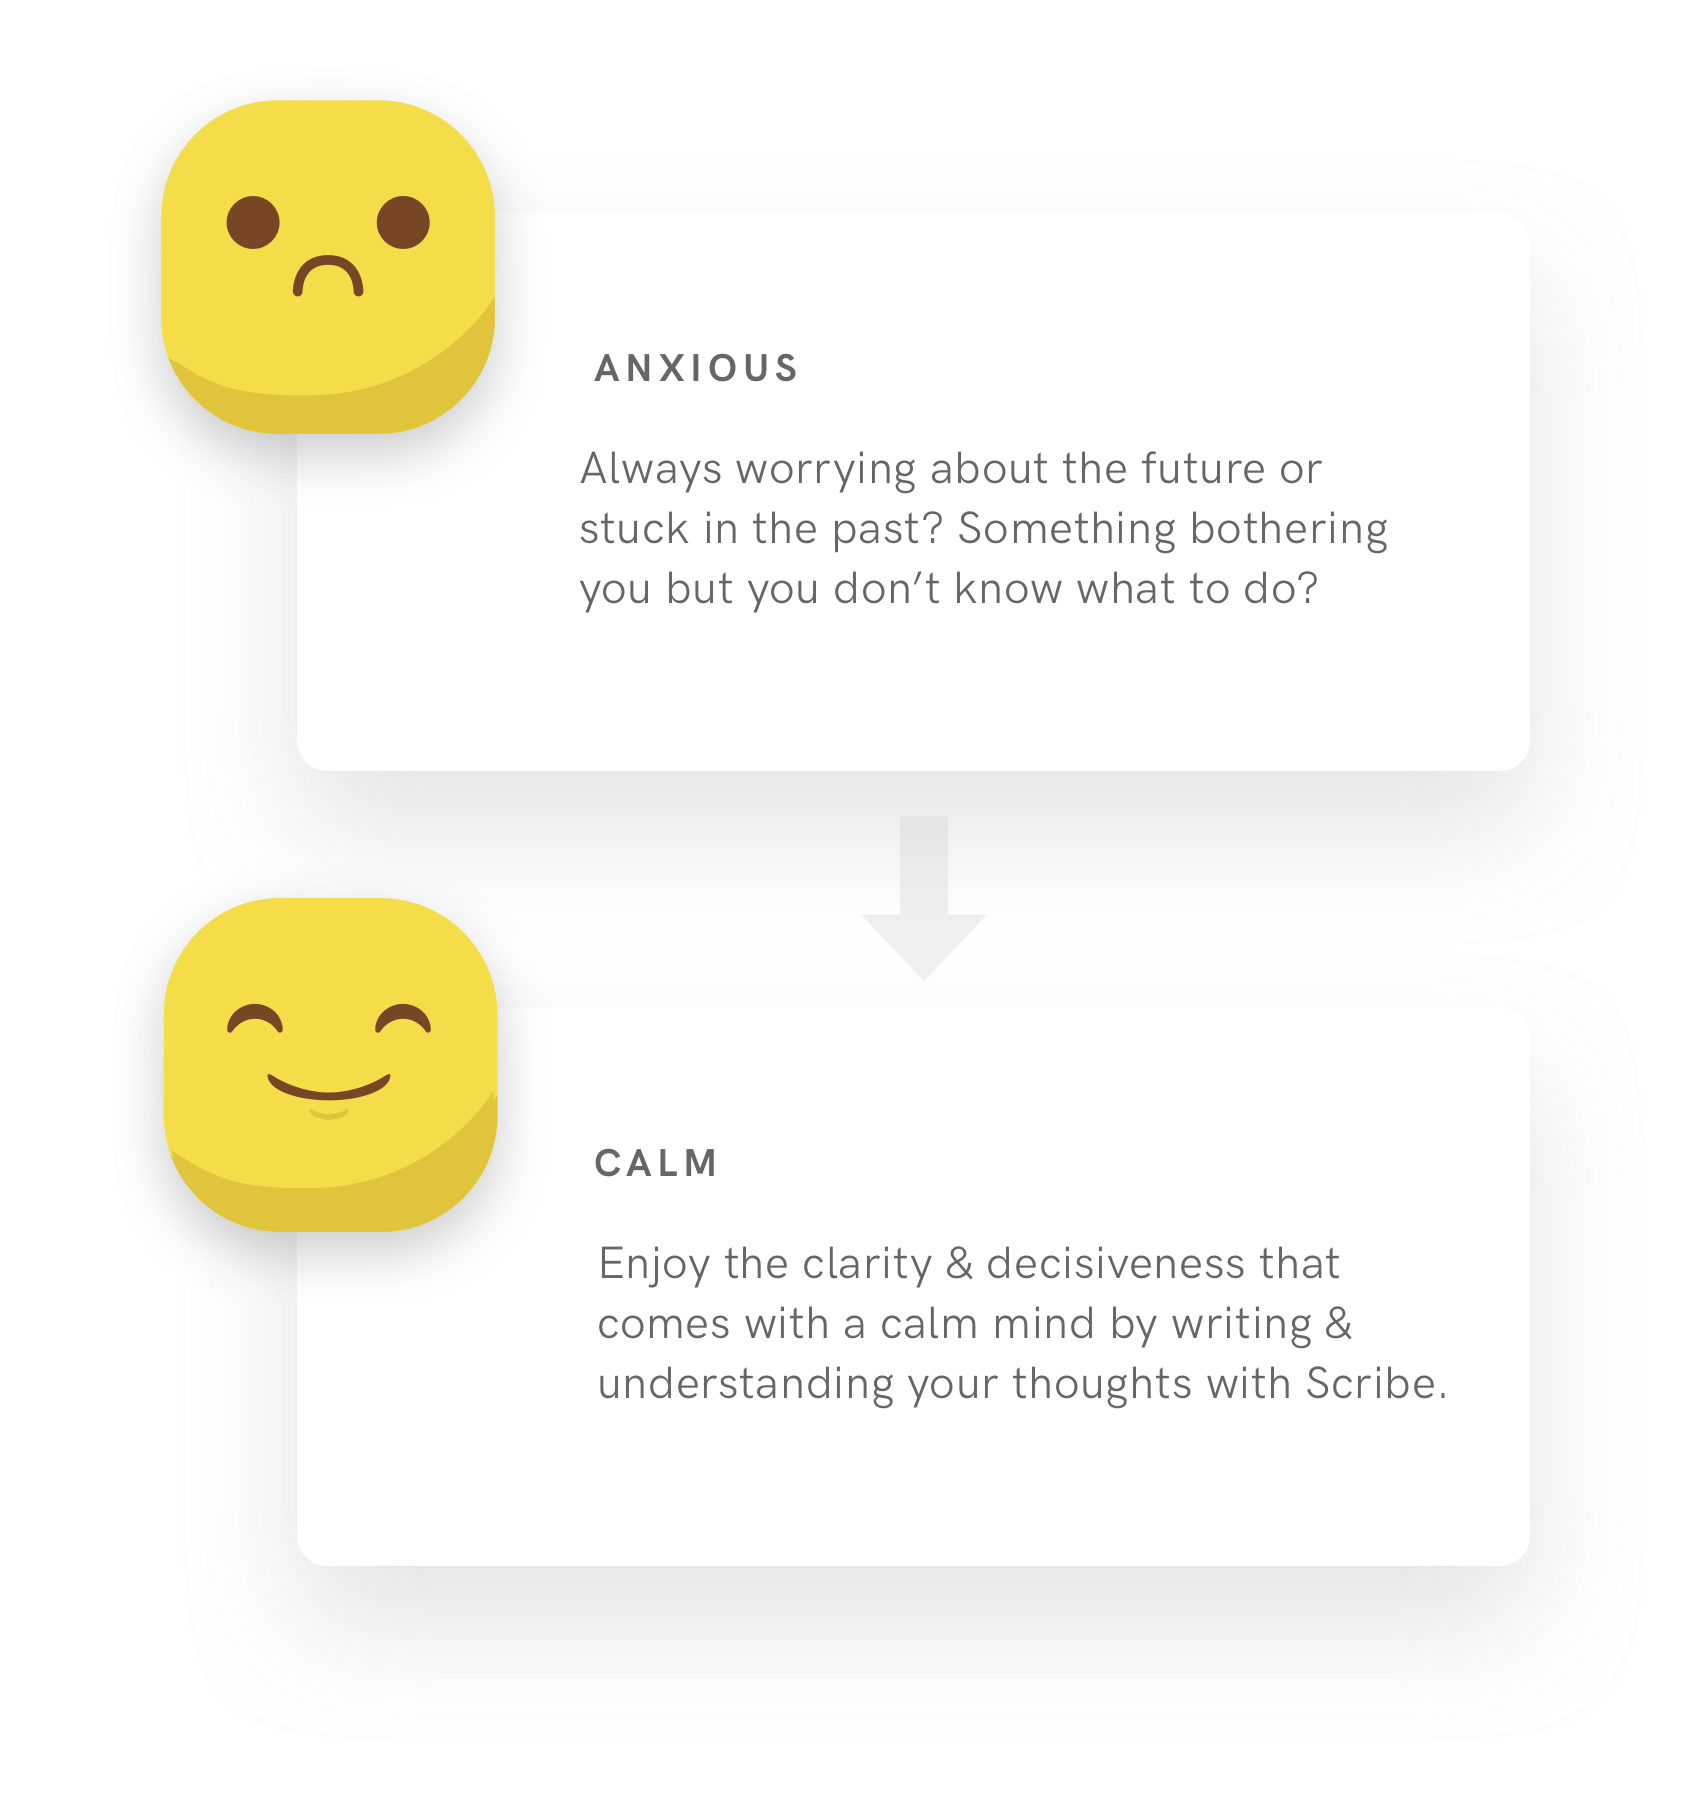 ANXIOUS
Always worrying about the future or
stuck in the past? Something bothering
you but you don’t know what to do?
CALM
Enjoy the clarity & decisiveness that
comes with a calm mind by writing &
understanding your thoughts with Scribe.